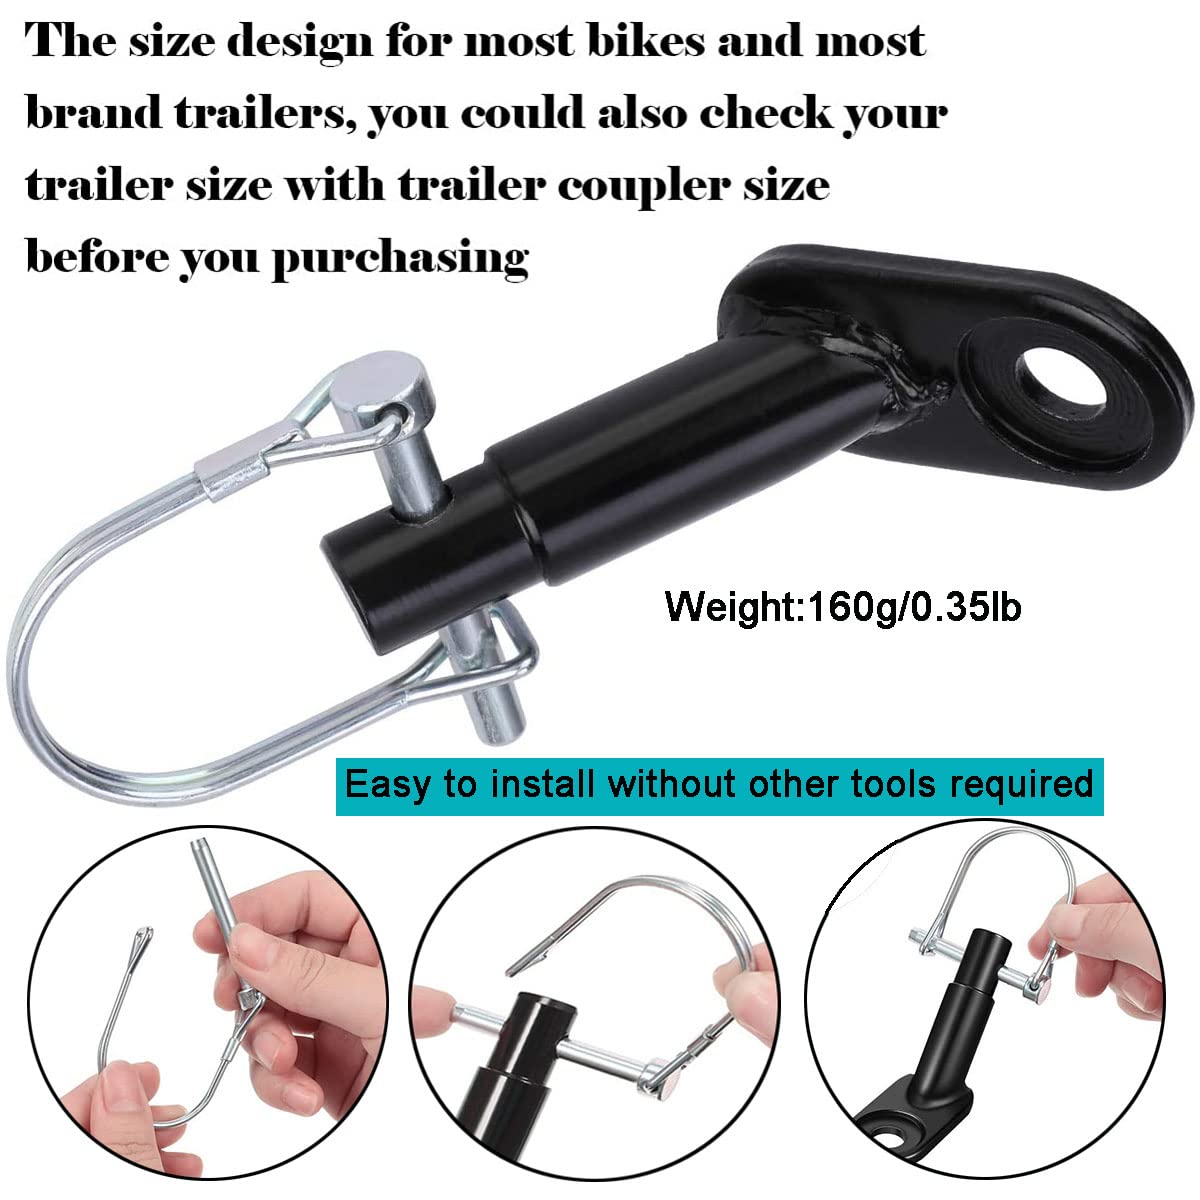 The size design for most bikes and most
brand trailers, you could also check your
trailer size with trailer coupler size
before you purchasing
Weight:160g/0.35lb
Easy to install without other tools required